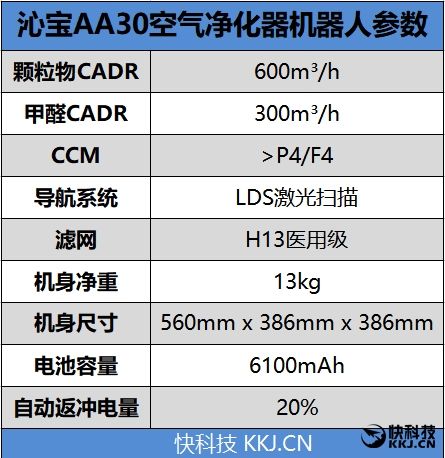 沁宝AA30空气净化器机器人参数
颗粒物CADR 600m³/h
甲醛CADR 300m³/h
CCM >P4/F4
导航系统 LDS激光扫描
滤网 H13医用级
机身净重 13kg
机身尺寸 560mm x 386mm x 386mm
电池容量 6100mAh
自动返冲电量 20%
快科技 KKJ.CN
快科技
KKJ.CN